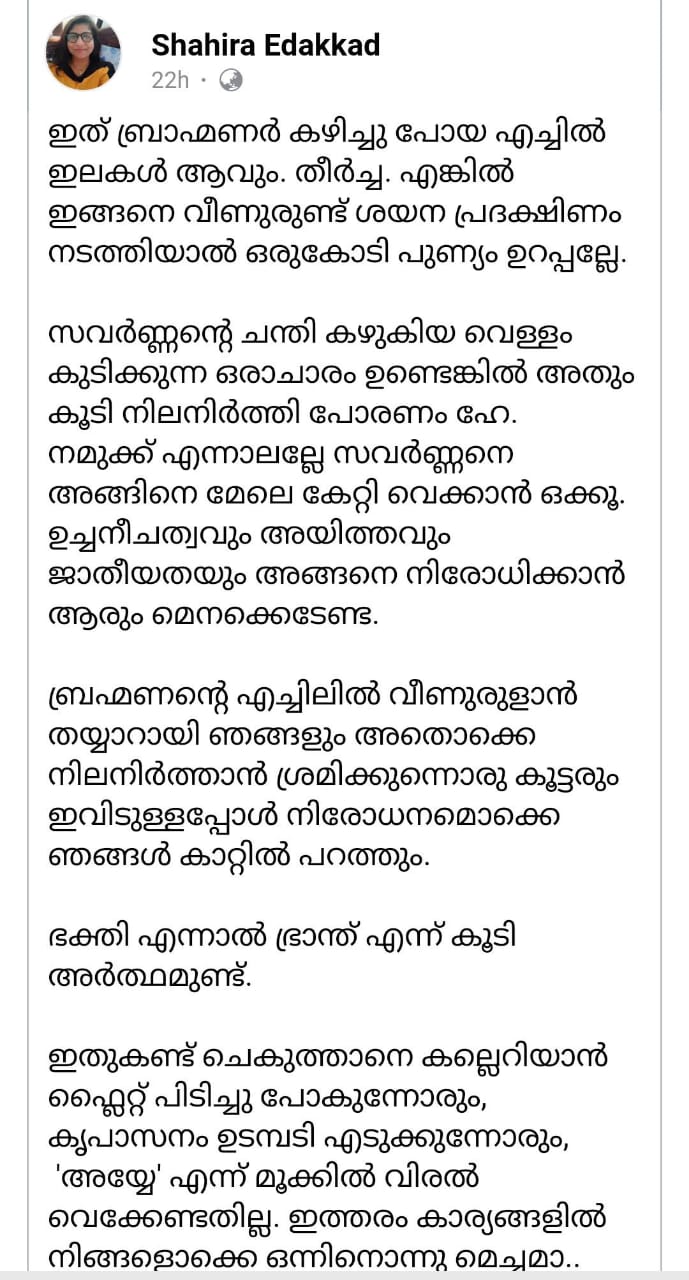 Shahira Edakkad
22h ·
ഇത് ബ്രാഹ്മണർ കഴിച്ചു പോയ എച്ചിൽ
ഇലകൾ ആവും. തീർച്ച. എങ്കിൽ
ഇങ്ങനെ വീണുരുണ്ട് ശയന പ്രദക്ഷിണം
നടത്തിയാൽ ഒരുകോടി പുണ്യം ഉറപ്പല്ലേ.
സവർണ്ണന്റെ ചന്തി കഴുകിയ വെള്ളം
കുടിക്കുന്ന ഒരാചാരം ഉണ്ടെങ്കിൽ അതും
കൂടി നിലനിർത്തി പോരണം ഹേ.
നമുക്ക് എന്നാലല്ലേ സവർണ്ണനെ
അങ്ങിനെ മേലെ കേറ്റി വെക്കാൻ ഒക്കൂ.
ഉച്ചനീചത്വവും അയിത്തവും
ജാതീയതയും അങ്ങനെ നിരോധിക്കാൻ
ആരും മെനക്കെടേണ്ട.
ബ്രഹ്മണന്റെ എച്ചിലിൽ വീണുരുളാൻ
തയ്യാറായി ഞങ്ങളും അതൊക്കെ
നിലനിർത്താൻ ശ്രമിക്കുന്നൊരു കൂട്ടരും
ഇവിടുള്ളപ്പോൾ നിരോധനമൊക്കെ
ഞങ്ങൾ കാറ്റിൽ പറത്തും.
ഭക്തി എന്നാൽ ഭ്രാന്ത് എന്ന് കൂടി
അർത്ഥമുണ്ട്.
ഇതുകണ്ട് ചെകുത്താനെ കല്ലെറിയാൻ
ഫ്ലൈറ്റ് പിടിച്ചു പോകുന്നോരും,
കൃപാസനം ഉടമ്പടി എടുക്കുന്നോരും,
'അയ്യേ' എന്ന് മൂക്കിൽ വിരൽ
വെക്കേണ്ടതില്ല. ഇത്തരം കാര്യങ്ങളിൽ
നിങ്ങളൊക്കെ ഒന്നിനൊന്നു മെച്ചമാ..